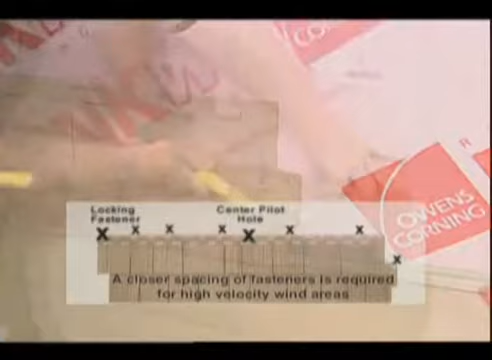 OWENS
CORNING
R
Locking
Fastener
Center Pilot
Hole
X x x x X x x x
A closer spacing of fasteners is required
for high velocity wind areas